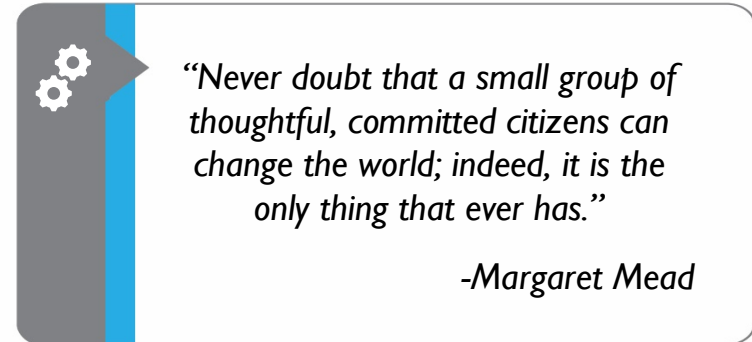 “Never doubt that a small group of
thoughtful, committed citizens can
change the world; indeed, it is the
only thing that ever has.”
-Margaret Mead